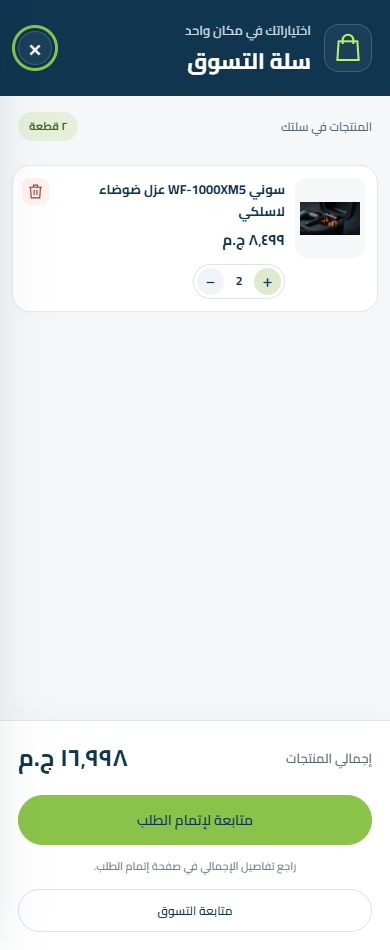 اختياراتك في مكان واحد
سلة التسوق
×
المنتجات في سلتك
٢ قطعة
سوني WF-1000XM5 عزل ضوضاء
لاسلكي
٨,٤٩٩ ج.م
+ 2 −
إجمالي المنتجات
١٦,٩٩٨ ج.م
متابعة لإتمام الطلب
راجع تفاصيل الإجمالي في صفحة إتمام الطلب.
متابعة التسوق